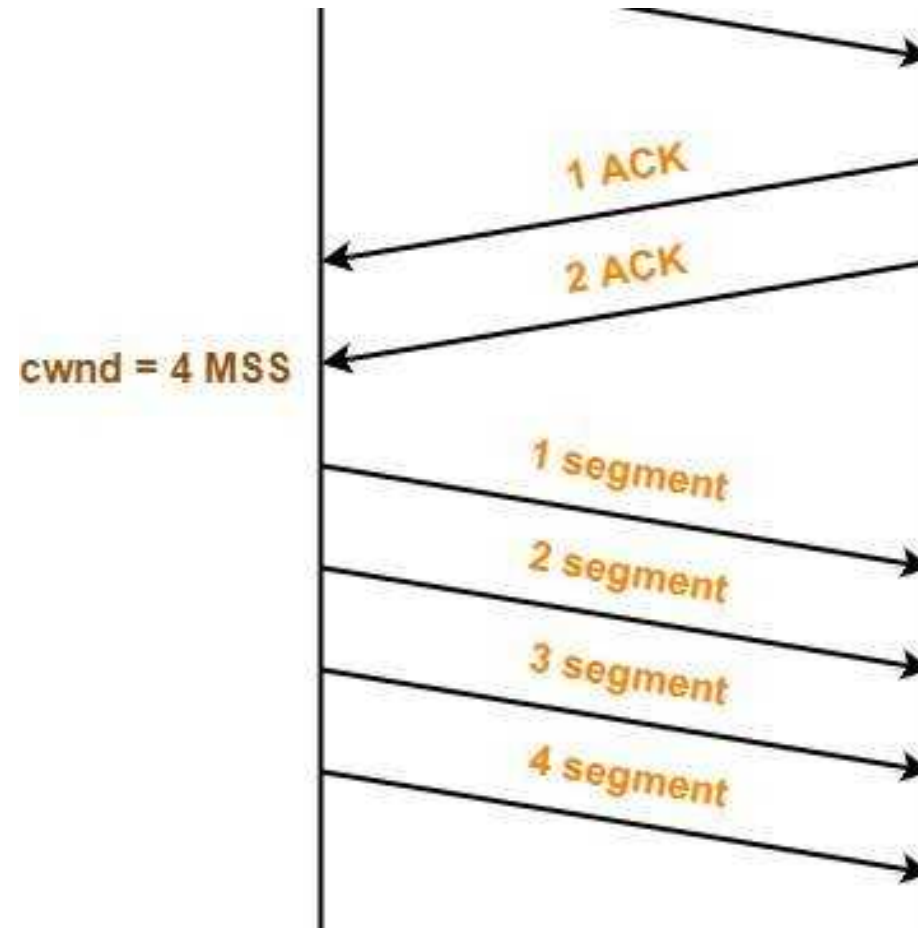 1 ACK
2 ACK
cwnd = 4 MSS
1 segment
2 segment
3 segment
4 segment